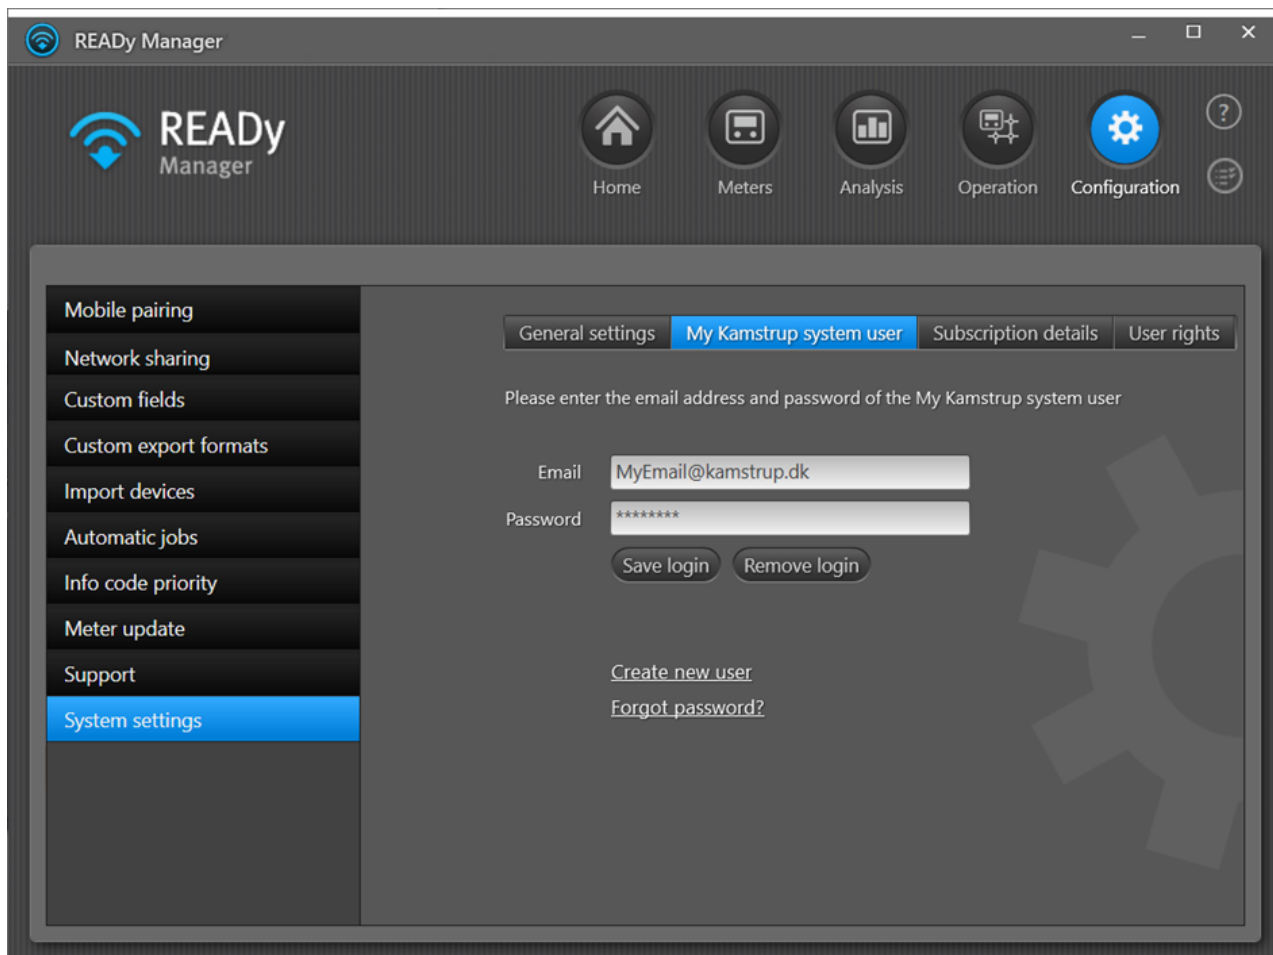 READy Manager
READy
Manager
Home
Meters
Analysis
Operation
Configuration
?
Mobile pairing
Network sharing
Custom fields
Custom export formats
Import devices
Automatic jobs
Info code priority
Meter update
Support
System settings
General settings
My Kamstrup system user
Subscription details
User rights
Please enter the email address and password of the My Kamstrup system user
Email
MyEmail@kamstrup.dk
Password
********
Save login
Remove login
Create new user
Forgot password?